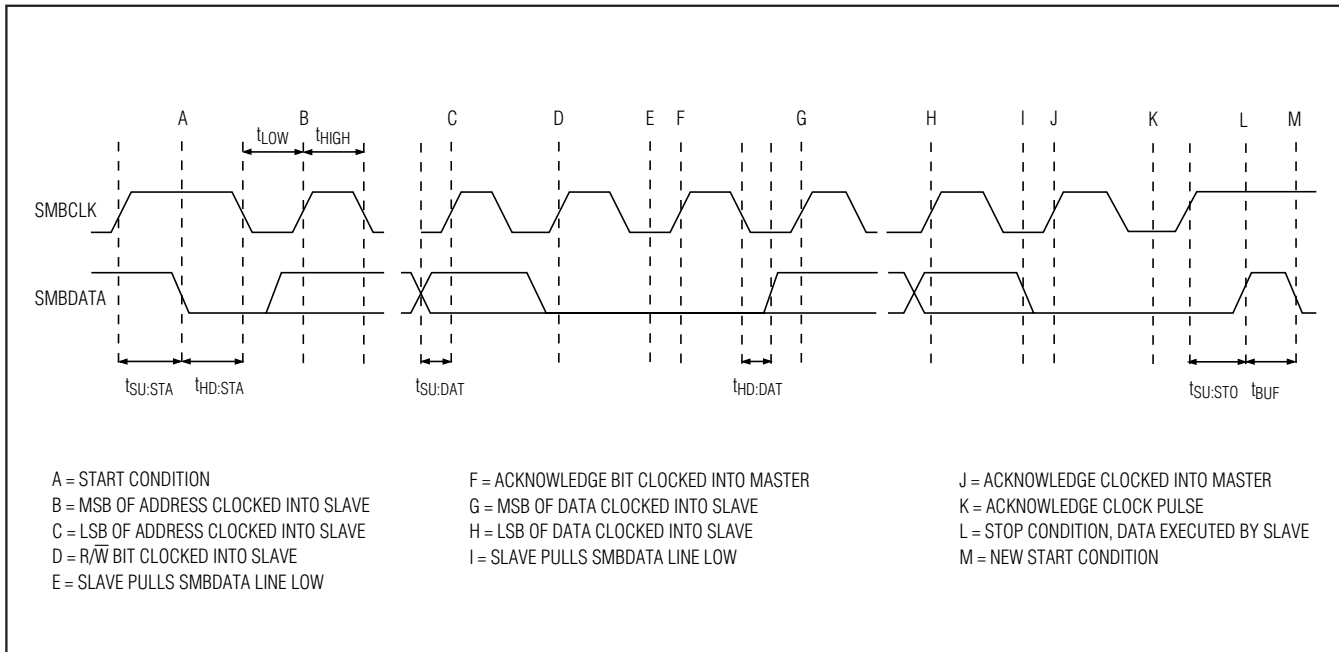 A B C D E F G H I J K L M
tLOW tHIGH
SMBCLK
SMBDATA
tSU:STA tHD:STA tSU:DAT tHD:DAT tSU:STO tBUF
A = START CONDITION
B = MSB OF ADDRESS CLOCKED INTO SLAVE
C = LSB OF ADDRESS CLOCKED INTO SLAVE
D = R/W̅ BIT CLOCKED INTO SLAVE
E = SLAVE PULLS SMBDATA LINE LOW
F = ACKNOWLEDGE BIT CLOCKED INTO MASTER
G = MSB OF DATA CLOCKED INTO SLAVE
H = LSB OF DATA CLOCKED INTO SLAVE
I = SLAVE PULLS SMBDATA LINE LOW
J = ACKNOWLEDGE CLOCKED INTO MASTER
K = ACKNOWLEDGE CLOCK PULSE
L = STOP CONDITION, DATA EXECUTED BY SLAVE
M = NEW START CONDITION